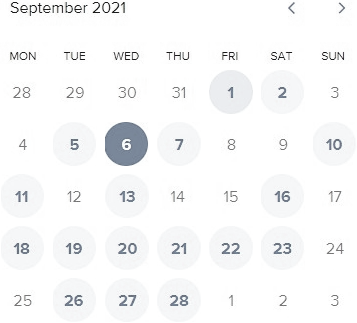 September 2021
MON TUE WED THU FRI SAT SUN
28 29 30 31 1 2 3
4 5 6 7 8 9 10
11 12 13 14 15 16 17
18 19 20 21 22 23 24
25 26 27 28 1 2 3